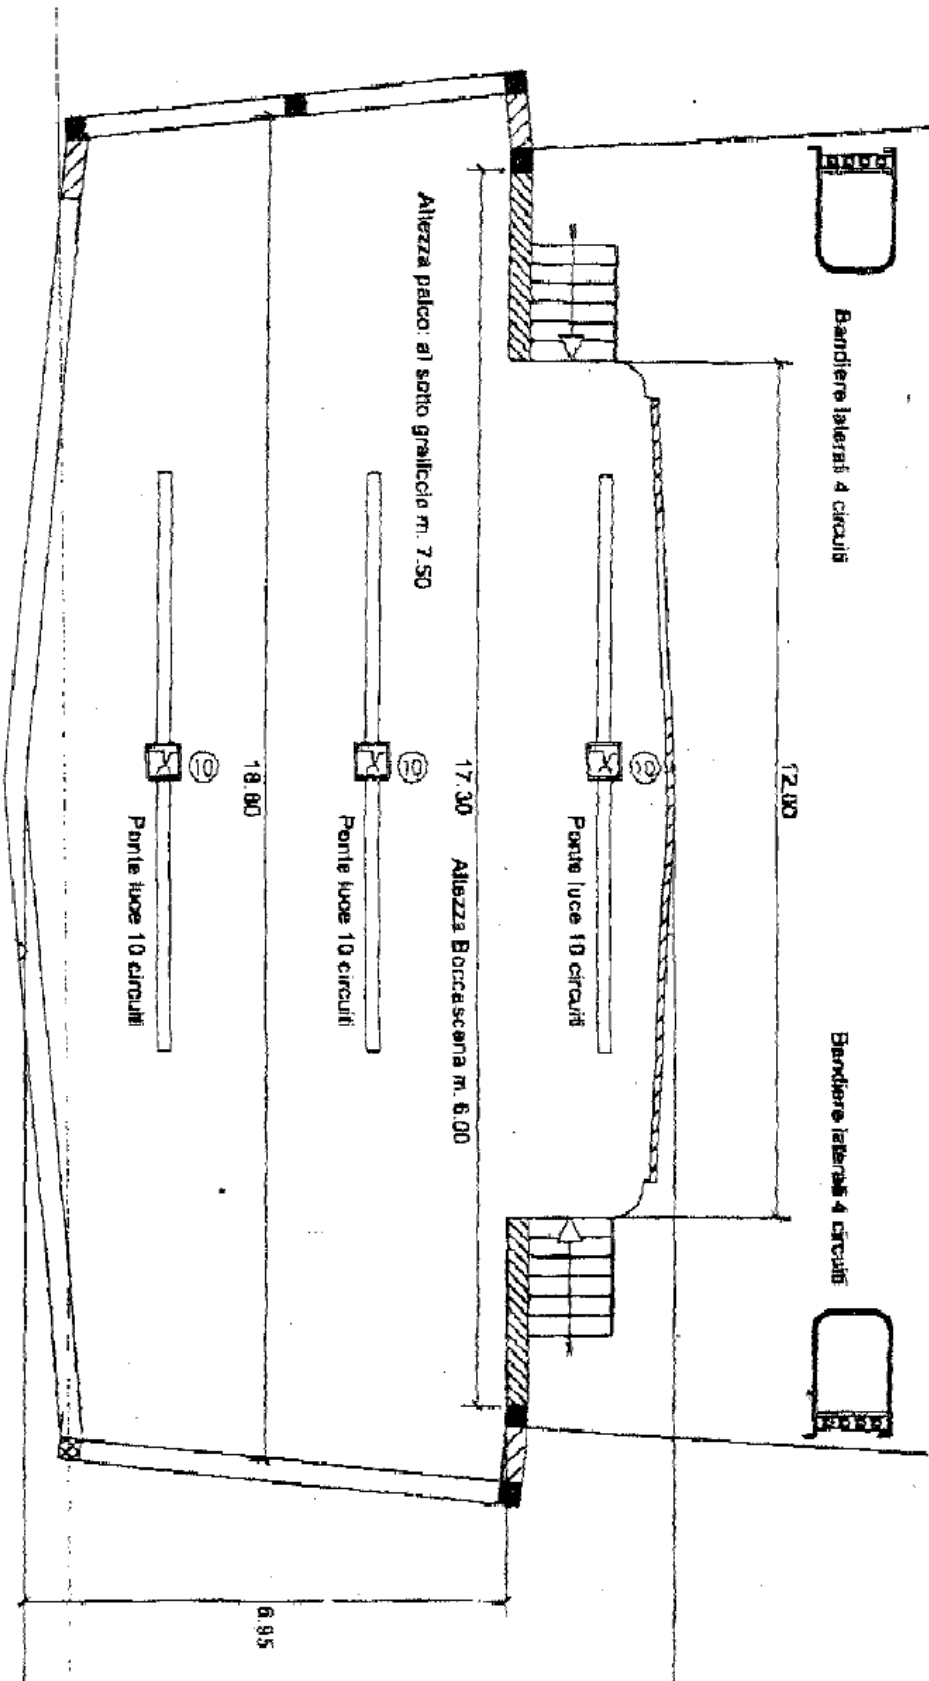 Bandiere laterali 4 circuiti
Bandiere laterali 4 circuiti
12.00
10
Ponte luce 10 circuiti
17.30
Altezza Boccascena m. 6.00
Altezza palco: al sotto graticcio m. 7.50
10
Ponte luce 10 circuiti
18.80
10
Ponte luce 10 circuiti
6.95